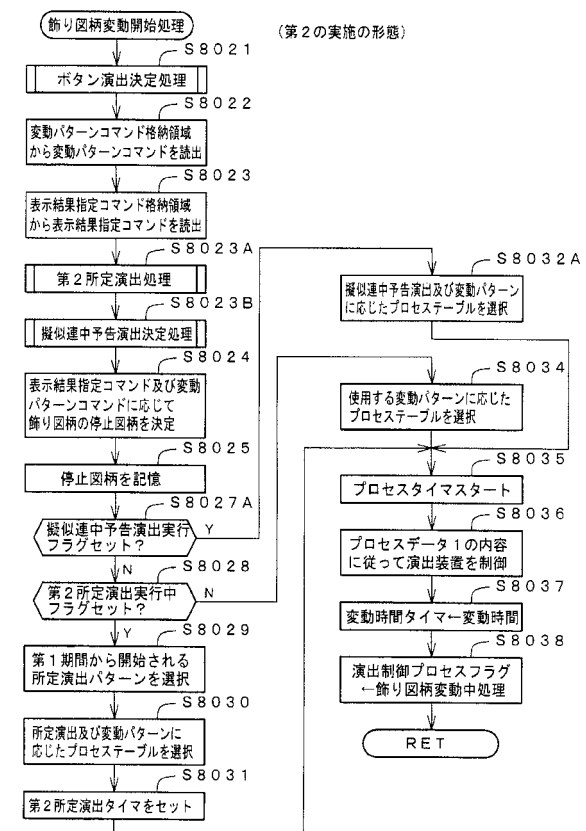 飾り図柄変動開始処理
(第2の実施の形態)
S8021
ボタン演出決定処理
S8022
変動パターンコマンド格納領域
から変動パターンコマンドを読出
S8023
表示結果指定コマンド格納領域
から表示結果指定コマンドを読出
S8023A
第2所定演出処理
S8023B
擬似連中予告演出決定処理
S8024
表示結果指定コマンド及び変動
パターンコマンドに応じて
飾り図柄の停止図柄を決定
S8025
停止図柄を記憶
S8027A
擬似連中予告演出実行
フラグセット?
Y
N
S8028
第2所定演出実行中
フラグセット?
N
Y
S8029
第1期間から開始される
所定演出パターンを選択
S8030
所定演出及び変動パターンに
応じたプロセステーブルを選択
S8031
第2所定演出タイマをセット
S8032A
擬似連中予告演出及び変動パターン
に応じたプロセステーブルを選択
S8034
使用する変動パターンに応じた
プロセステーブルを選択
S8035
プロセスタイマスタート
S8036
プロセスデータ1の内容
に従って演出装置を制御
S8037
変動時間タイマ←変動時間
S8038
演出制御プロセスフラグ
←飾り図柄変動中処理
RET